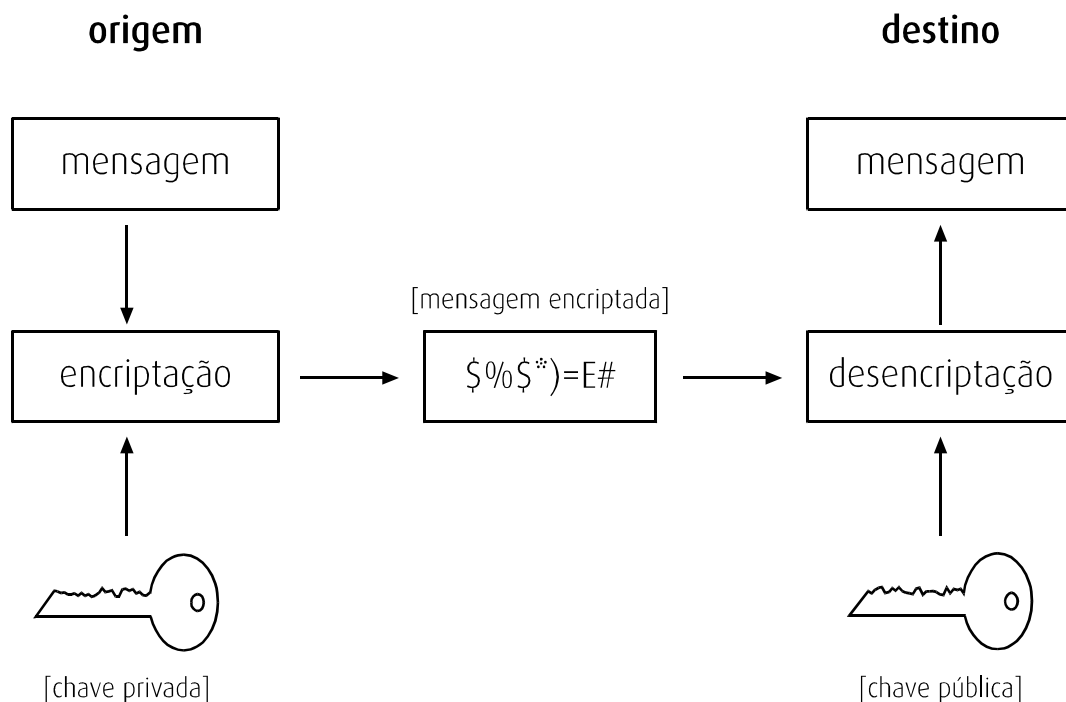 origem
destino
mensagem
mensagem
[mensagem encriptada]
encriptação
$%$*)=E#
desencriptação
[chave privada]
[chave pública]